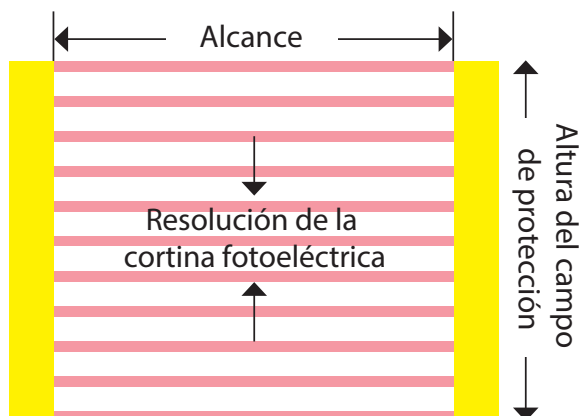 Alcance
Resolución de la
cortina fotoeléctrica
Altura del campo
de protección